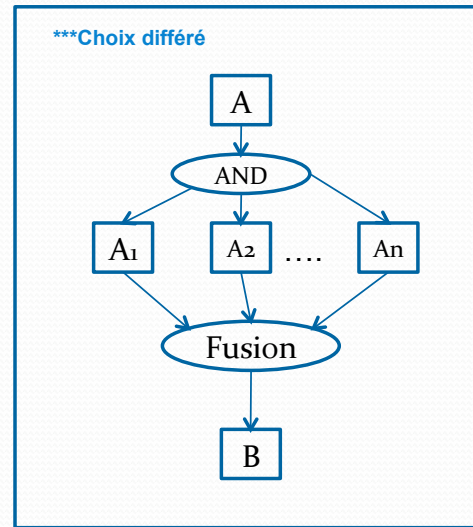 ***Choix différé
A
AND
A1 A2 .... An
Fusion
B